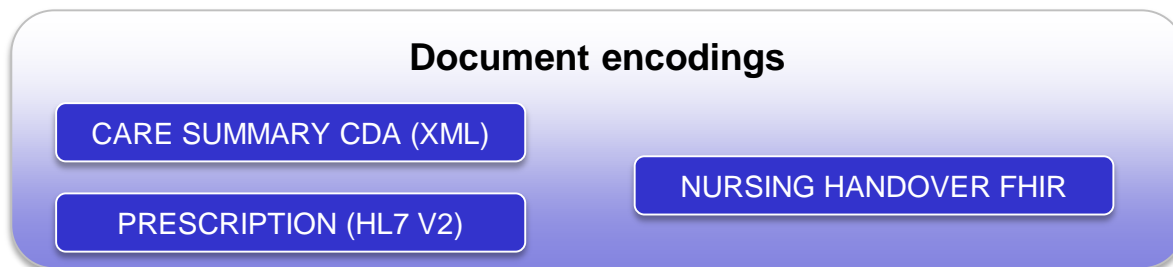 Document encodings
CARE SUMMARY CDA (XML)
PRESCRIPTION (HL7 V2)
NURSING HANDOVER FHIR